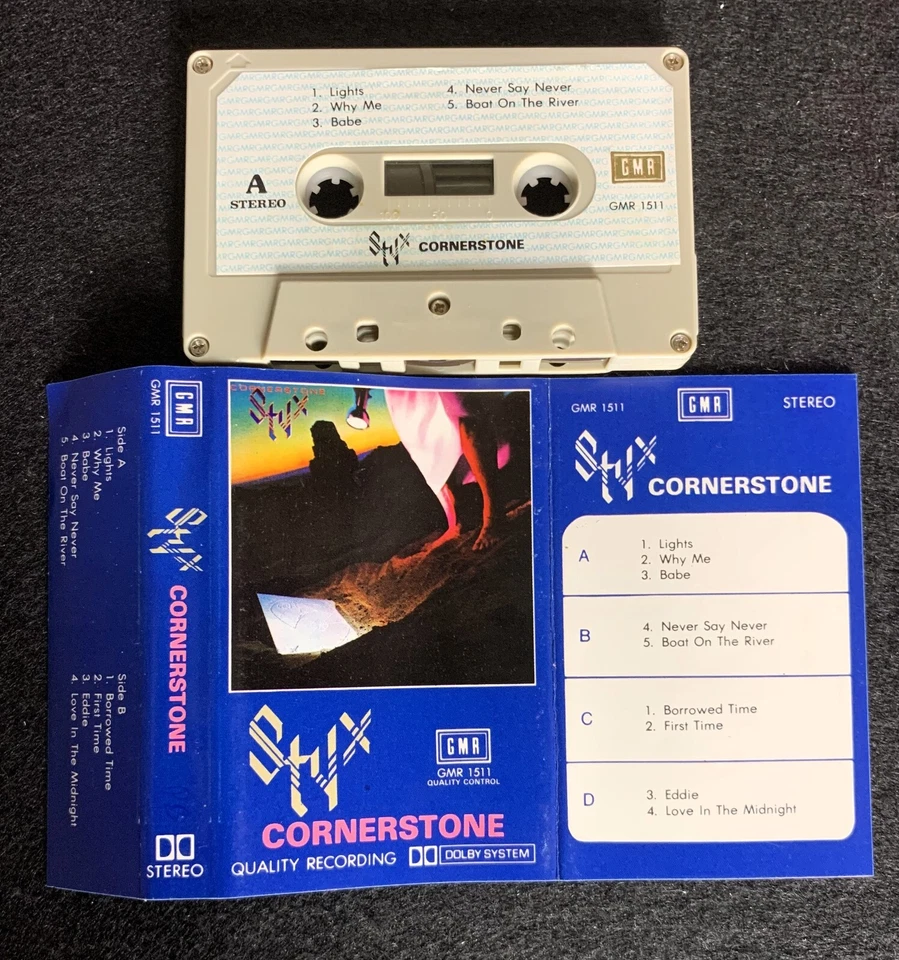 1. Lights
2. Why Me
3. Babe
4. Never Say Never
5. Boat On The River
A
STEREO
GMR
GMR 1511
Styx CORNERSTONE
GMR 1511
GMR
Side A
1. Lights
2. Why Me
3. Babe
4. Never Say Never
5. Boat On The River
Side B
1. Borrowed Time
2. First Time
3. Eddie
4. Love In The Midnight
Styx
CORNERSTONE
STEREO
CORNERSTONE
Styx
Styx
GMR
GMR 1511
QUALITY CONTROL
CORNERSTONE
QUALITY RECORDING DOLBY SYSTEM
GMR 1511
GMR
STEREO
Styx CORNERSTONE
A
1. Lights
2. Why Me
3. Babe
B
4. Never Say Never
5. Boat On The River
C
1. Borrowed Time
2. First Time
D
3. Eddie
4. Love In The Midnight